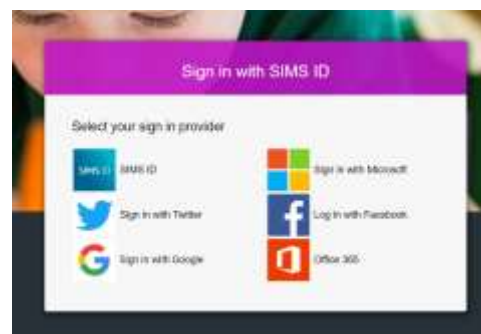 Sign in with SIMS ID
Select your sign in provider
SIMS ID SIMS ID
Sign in with Microsoft
Sign in with Twitter
Log in with Facebook
Sign in with Google
Office 365